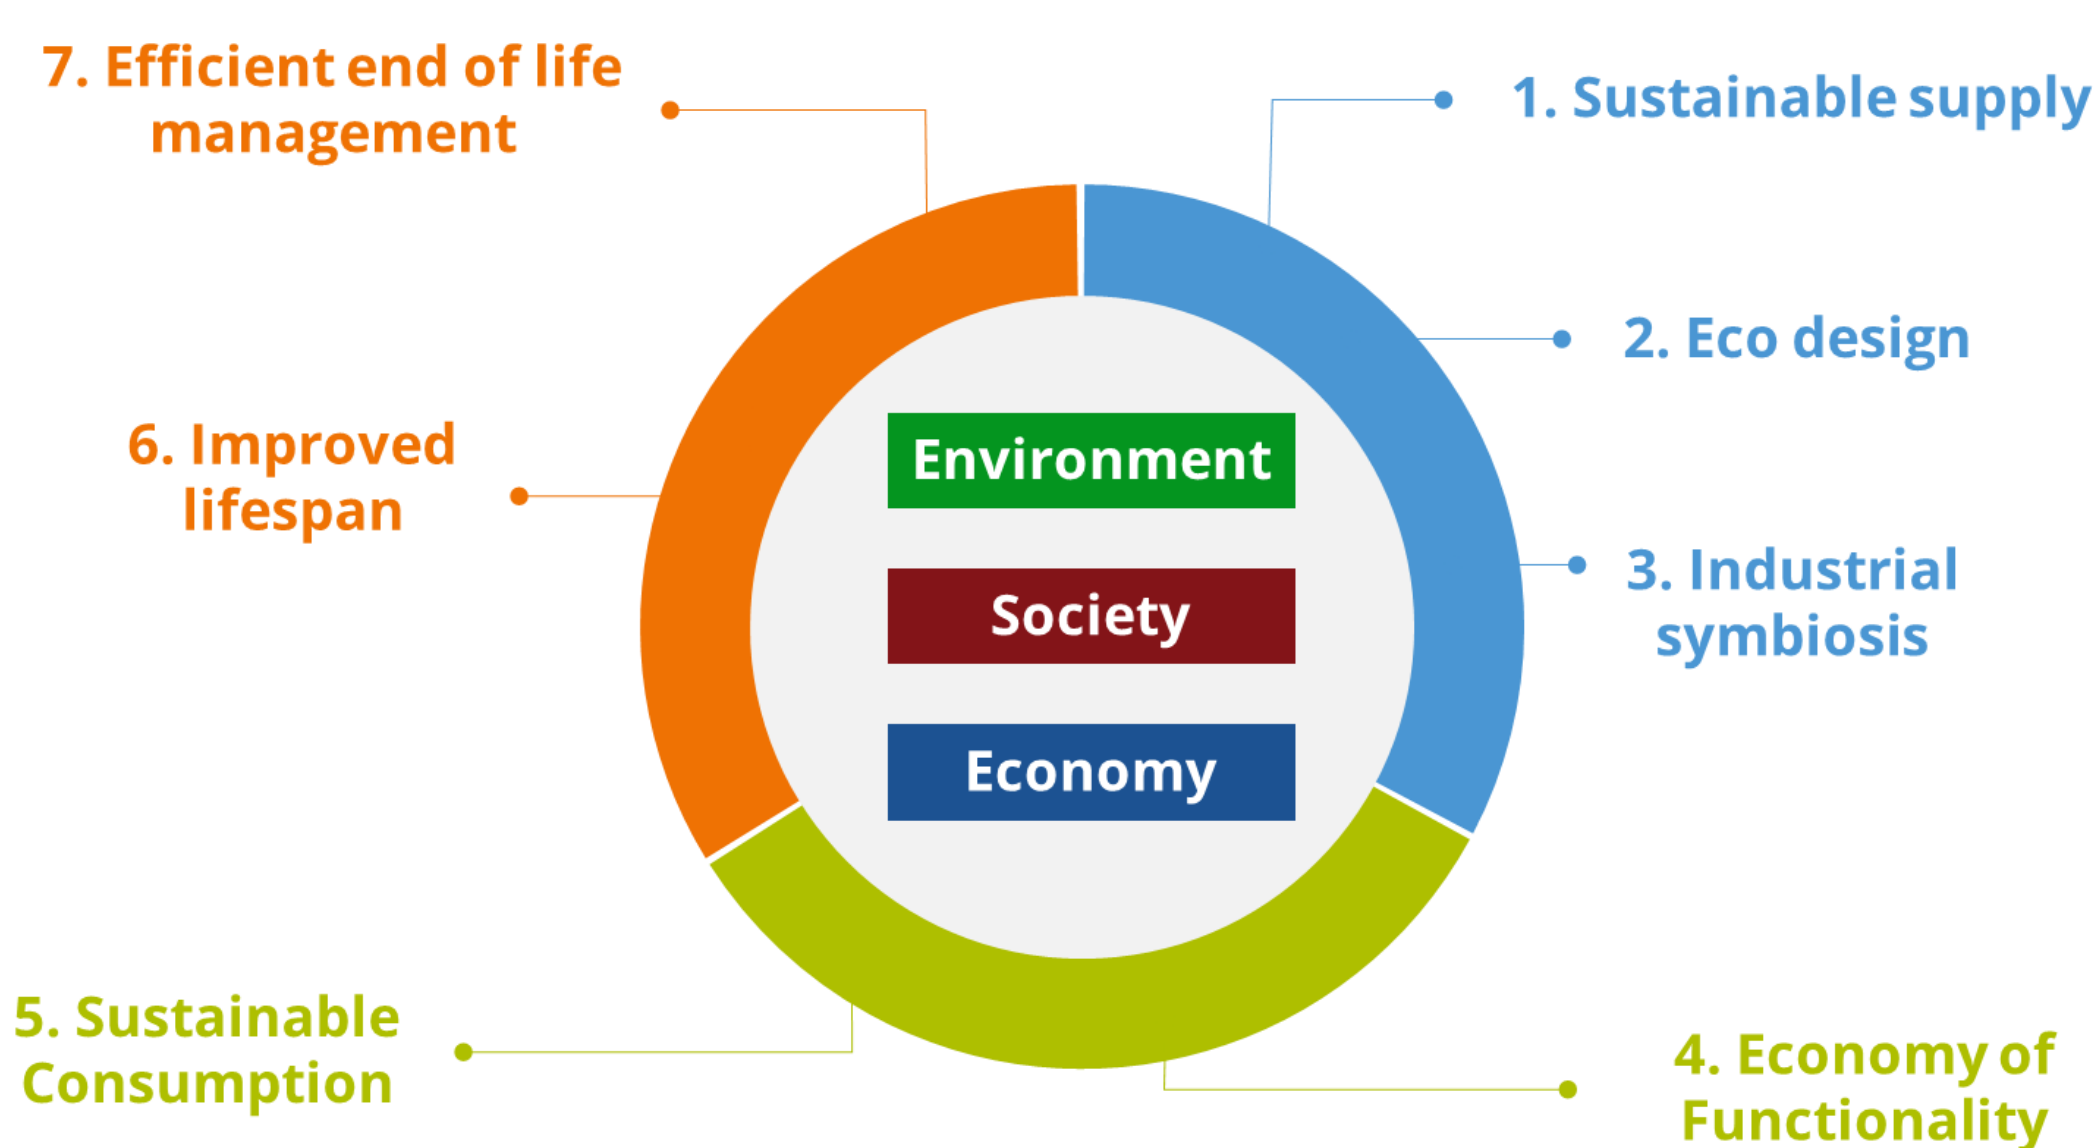 7. Efficient end of life
management
1. Sustainable supply
2. Eco design
6. Improved
lifespan
Environment
3. Industrial
symbiosis
Society
Economy
5. Sustainable
Consumption
4. Economy of
Functionality